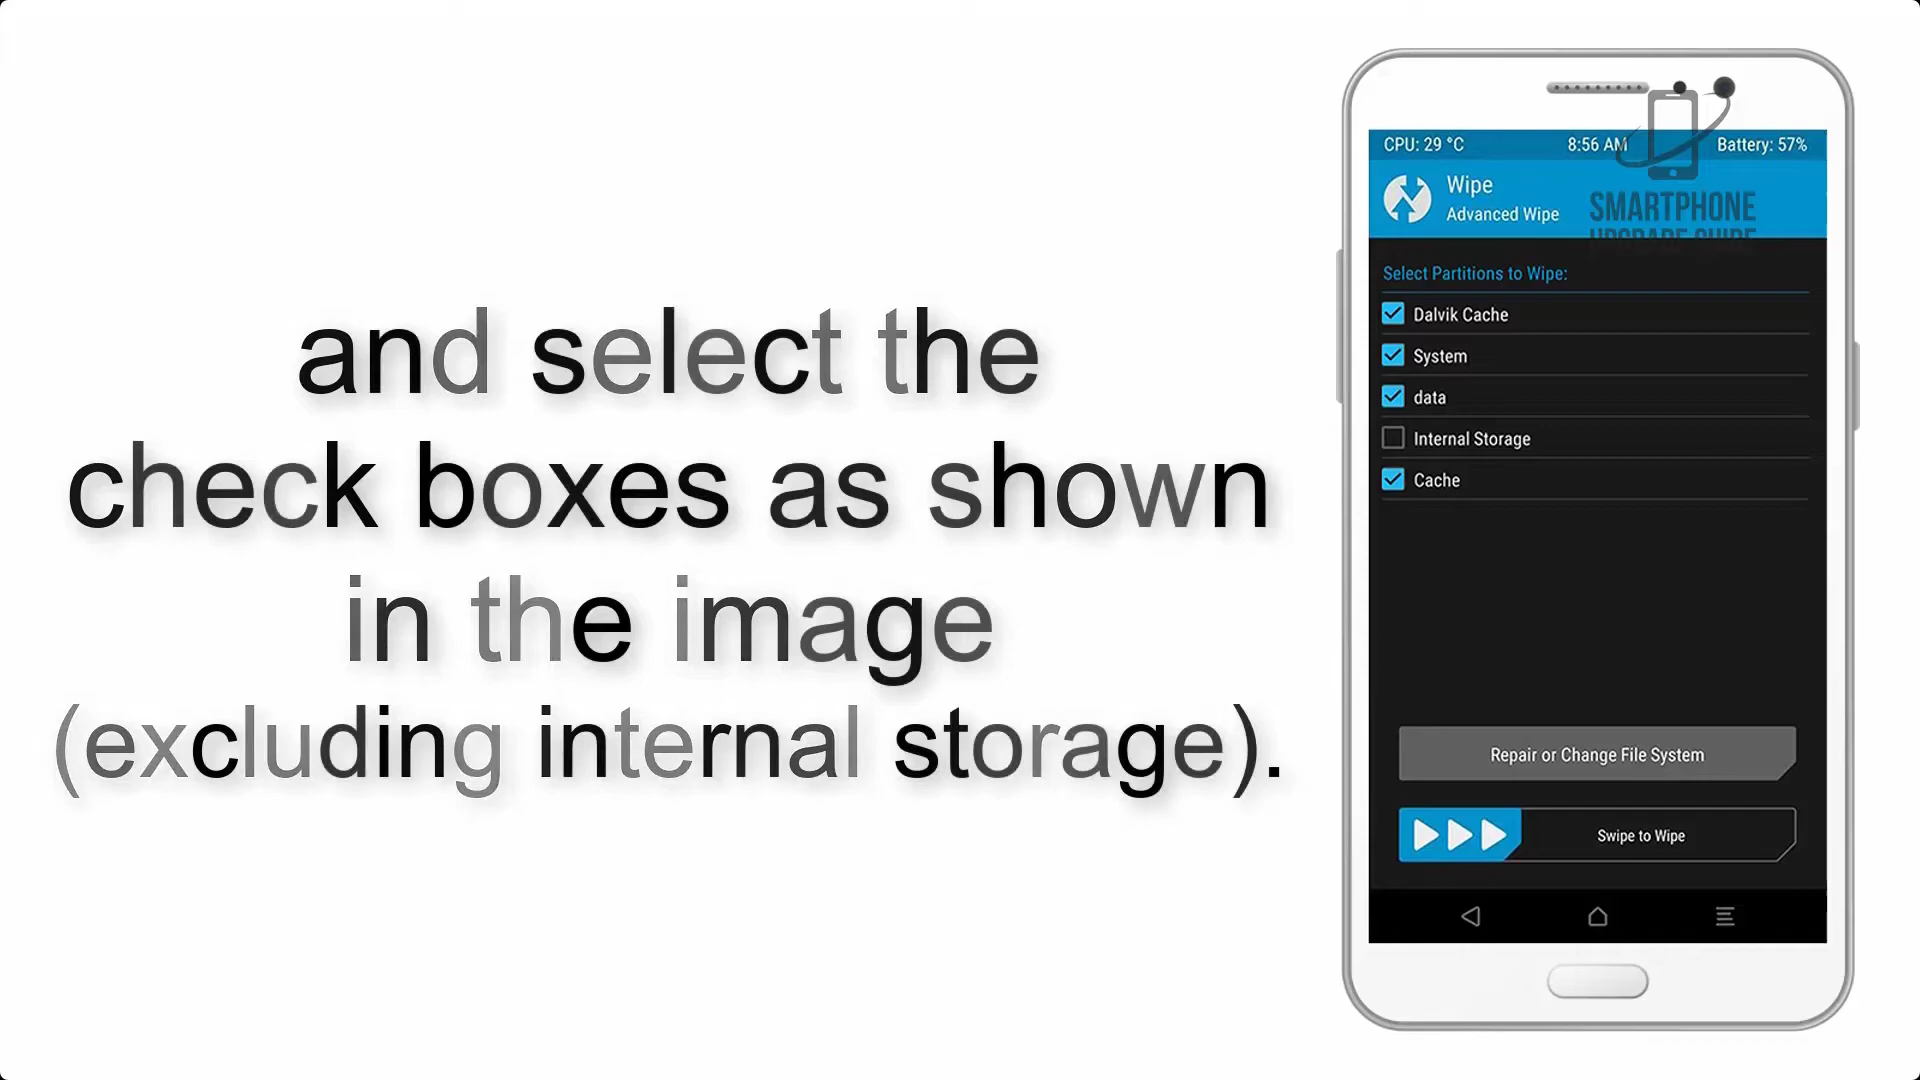 and select the
check boxes as shown
in the image
(excluding internal storage).
CPU: 29 °C 8:56 AM Battery: 57%
Wipe
Advanced Wipe
SMARTPHONE
UPGRADE GUIDE
Select Partitions to Wipe:
Dalvik Cache
System
data
Internal Storage
Cache
Repair or Change File System
Swipe to Wipe